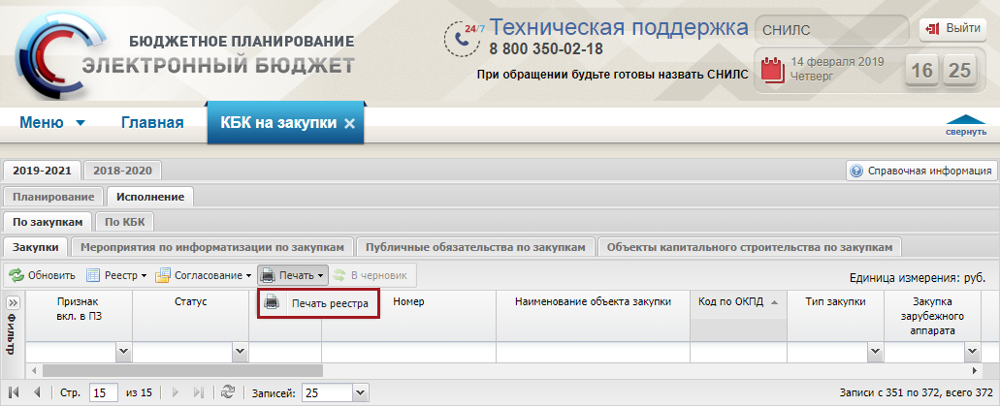 БЮДЖЕТНОЕ ПЛАНИРОВАНИЕ
ЭЛЕКТРОННЫЙ БЮДЖЕТ
24/7 Техническая поддержка
8 800 350-02-18
При обращении будьте готовы назвать СНИЛС
СНИЛС
Выйти
14 февраля 2019
Четверг
16 25
Меню Главная КБК на закупки
свернуть
2019-2021 2018-2020 Справочная информация
Планирование Исполнение
По закупкам По КБК
Закупки Мероприятия по информатизации по закупкам Публичные обязательства по закупкам Объекты капитального строительства по закупкам
Обновить Реестр Согласование Печать В черновик
Единица измерения: руб.
Печать реестра
Фильтр
Признак вкл. в ПЗ
Статус
Номер
Наименование объекта закупки
Код по ОКПД
Тип закупки
Закупка зарубежного аппарата
Стр. 15 из 15 Записей: 25 Записи с 351 по 372, всего 372